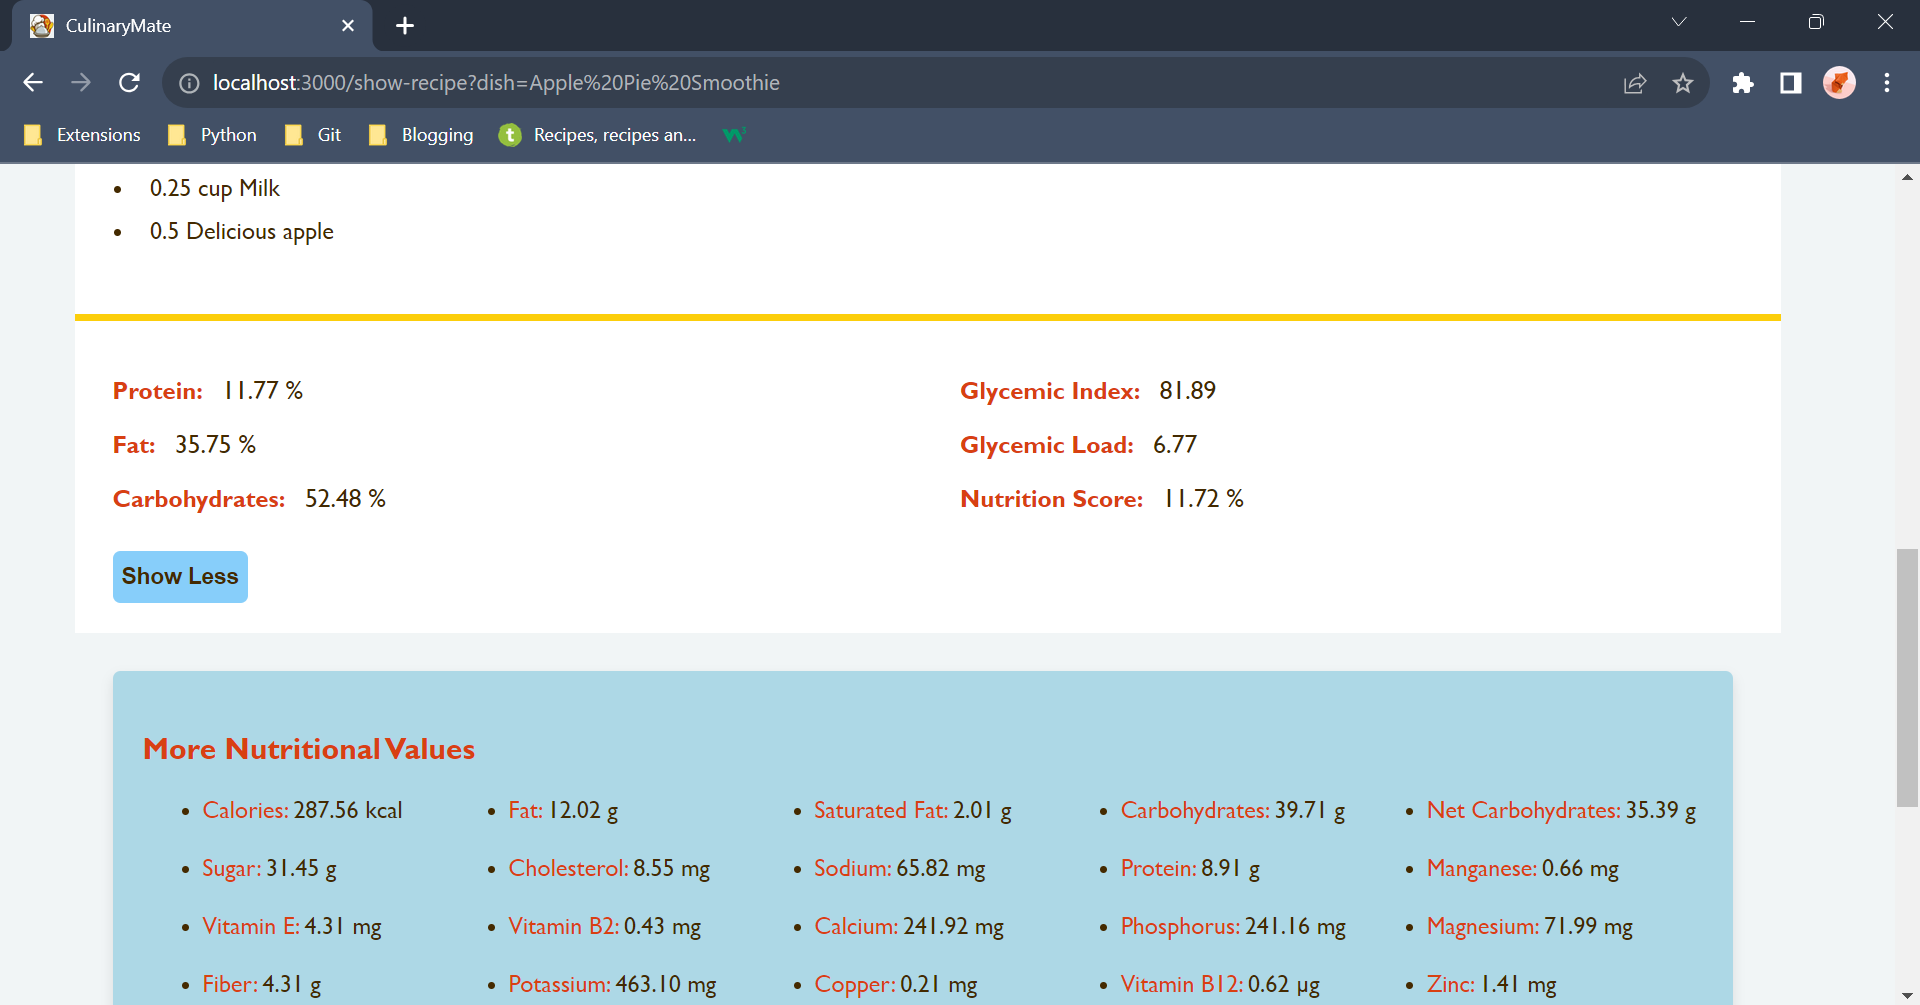 CulinaryMate
localhost:3000/show-recipe?dish=Apple%20Pie%20Smoothie
Extensions Python Git Blogging Recipes, recipes an...
0.25 cup Milk
0.5 Delicious apple
Protein: 11.77 % Glycemic Index: 81.89
Fat: 35.75 % Glycemic Load: 6.77
Carbohydrates: 52.48 % Nutrition Score: 11.72 %
Show Less
More Nutritional Values
Calories: 287.56 kcal Fat: 12.02 g Saturated Fat: 2.01 g Carbohydrates: 39.71 g Net Carbohydrates: 35.39 g
Sugar: 31.45 g Cholesterol: 8.55 mg Sodium: 65.82 mg Protein: 8.91 g Manganese: 0.66 mg
Vitamin E: 4.31 mg Vitamin B2: 0.43 mg Calcium: 241.92 mg Phosphorus: 241.16 mg Magnesium: 71.99 mg
Fiber: 4.31 g Potassium: 463.10 mg Copper: 0.21 mg Vitamin B12: 0.62 µg Zinc: 1.41 mg